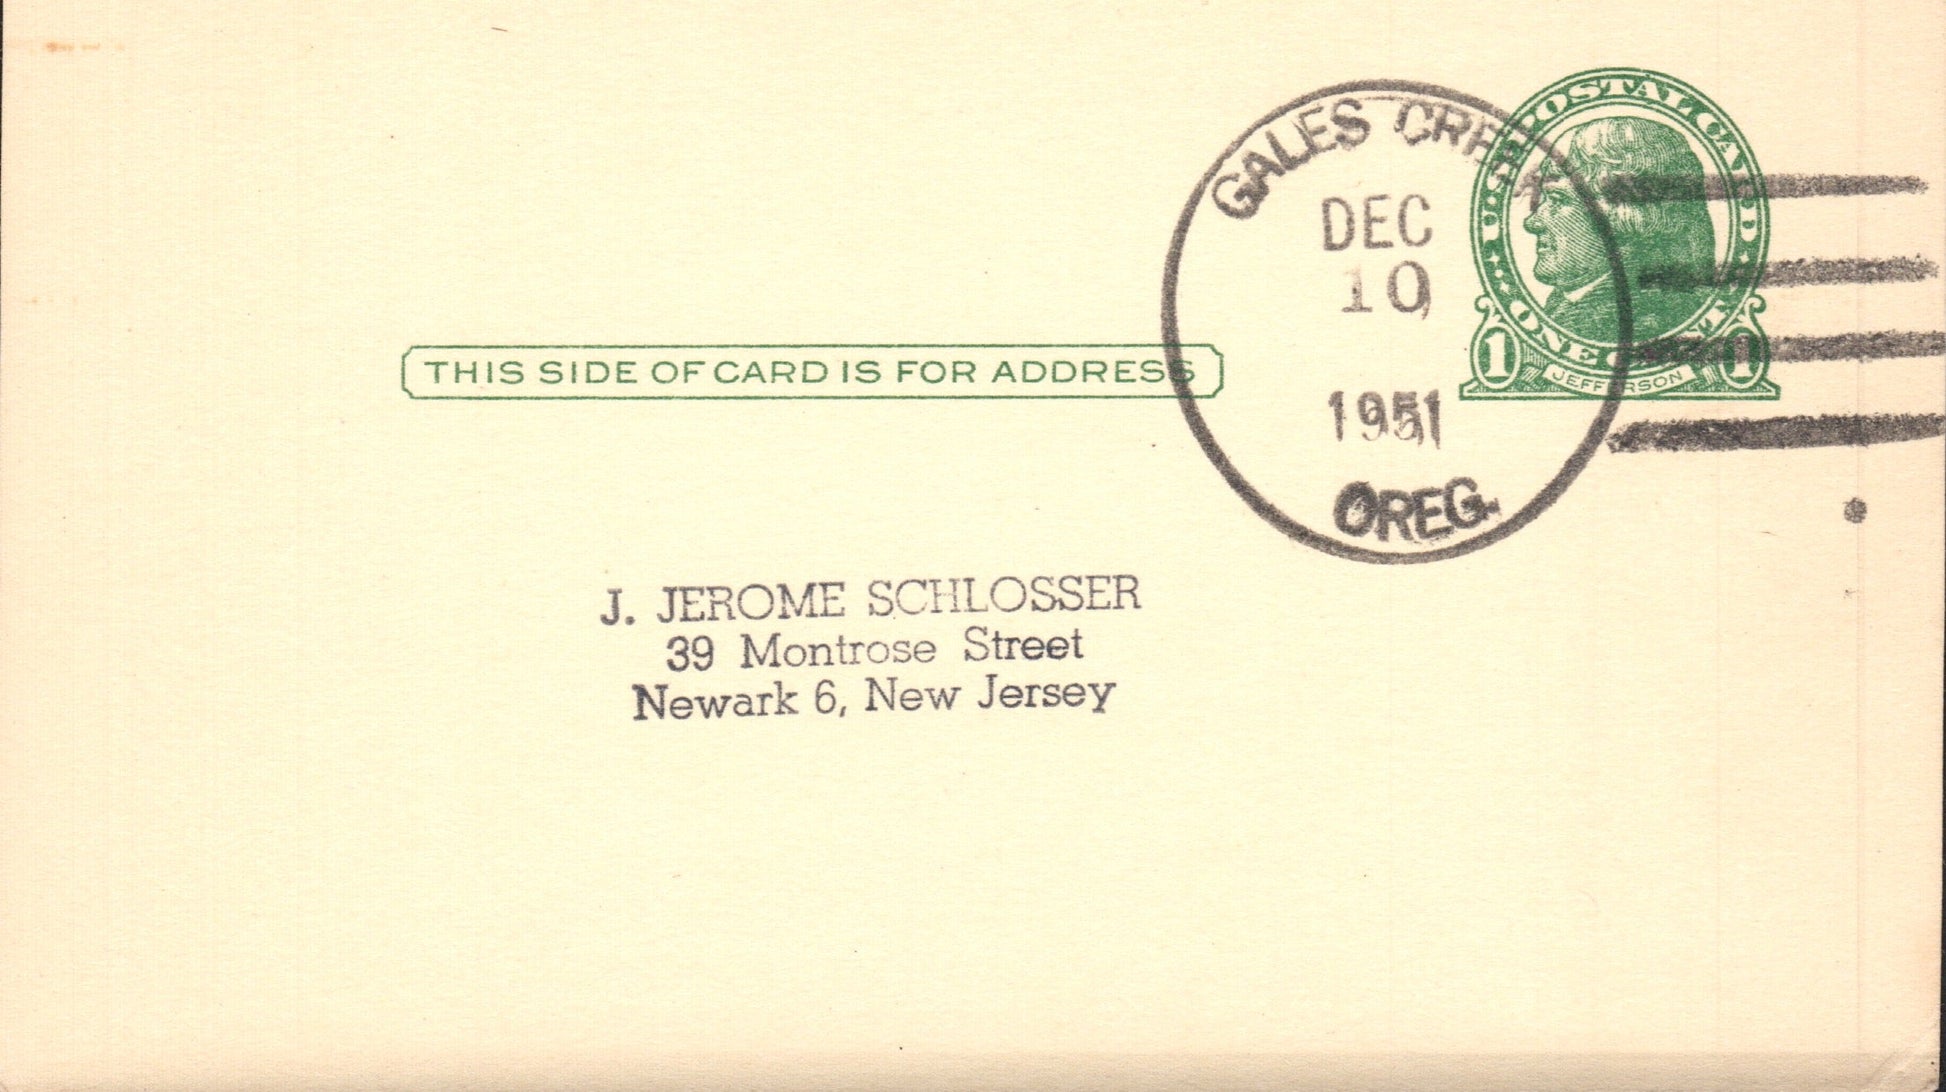 GALES CREEK
DEC
10
1951
OREG.
U.S. POSTAL CARD
ONE CENT
1 JEFFERSON 1
THIS SIDE OF CARD IS FOR ADDRESS
J. JEROME SCHLOSSER
39 Montrose Street
Newark 6, New Jersey